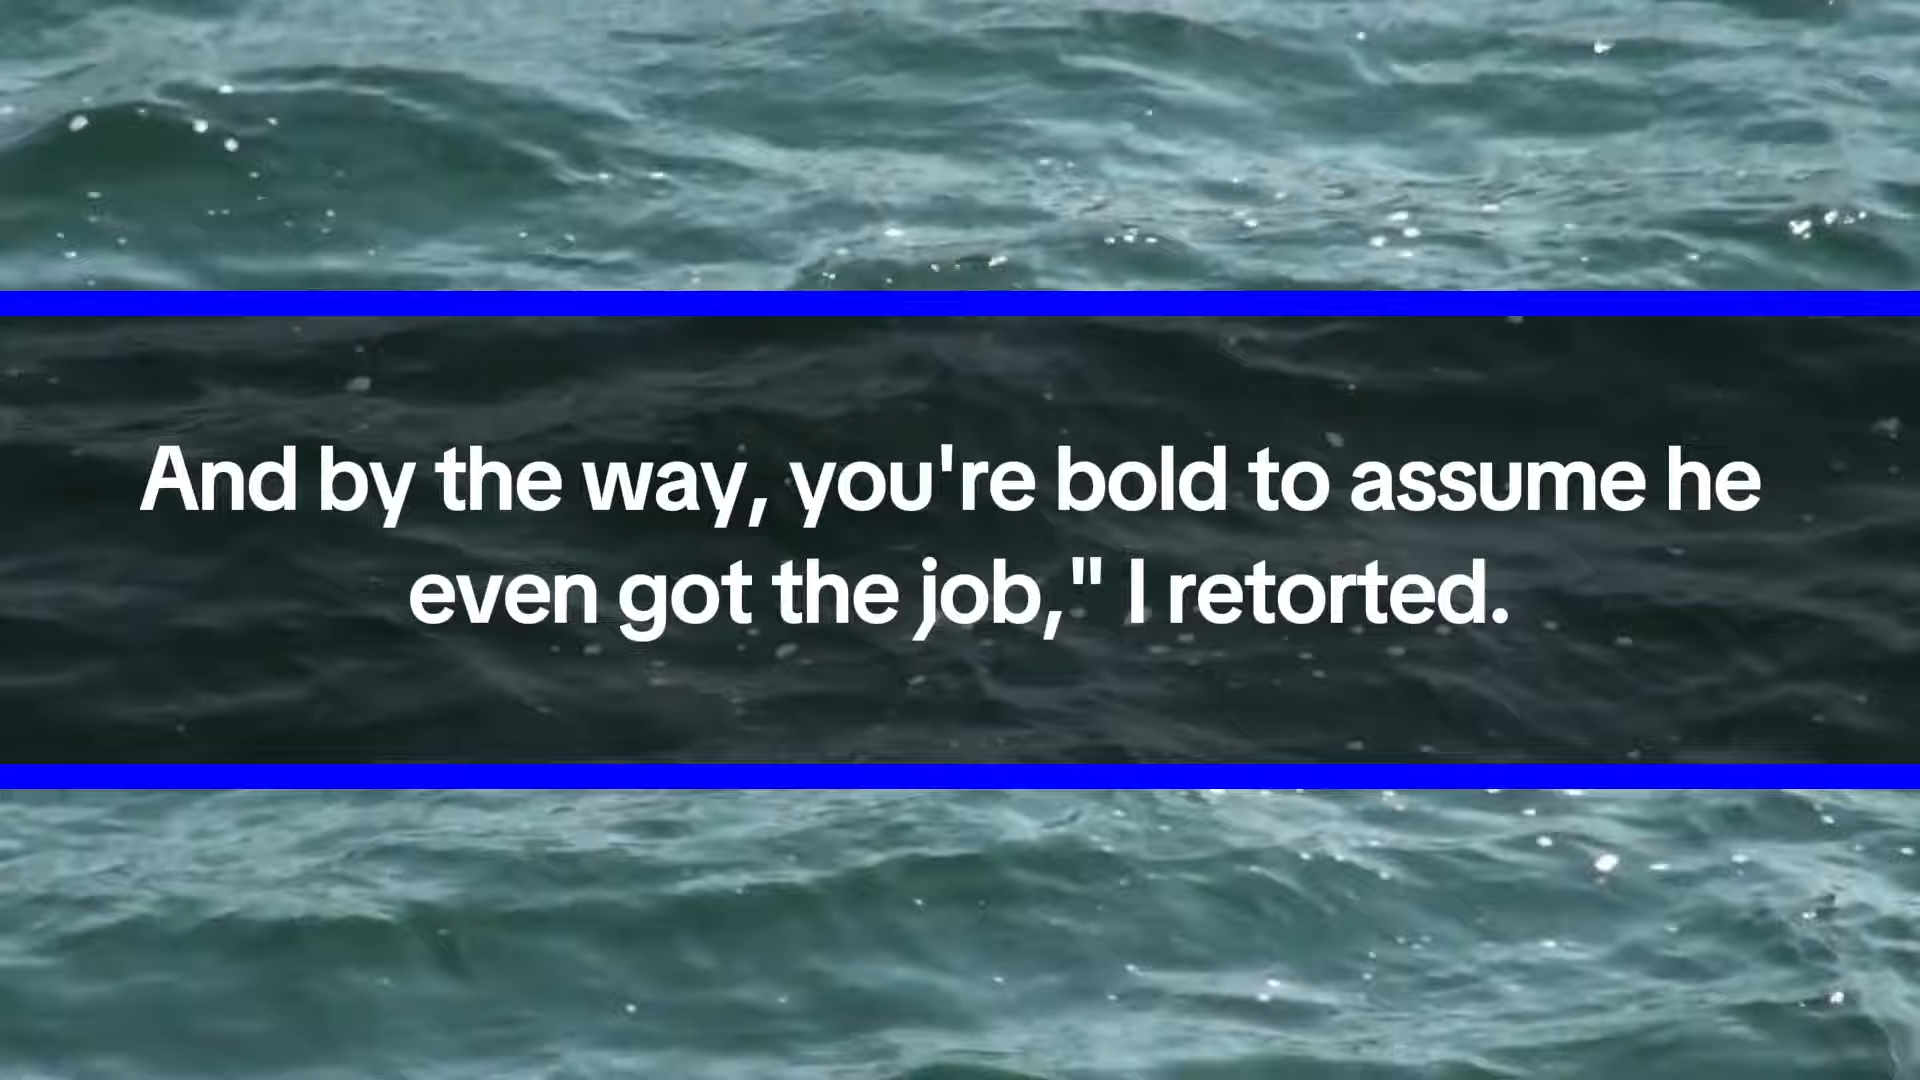 And by the way, you're bold to assume he
even got the job," I retorted.